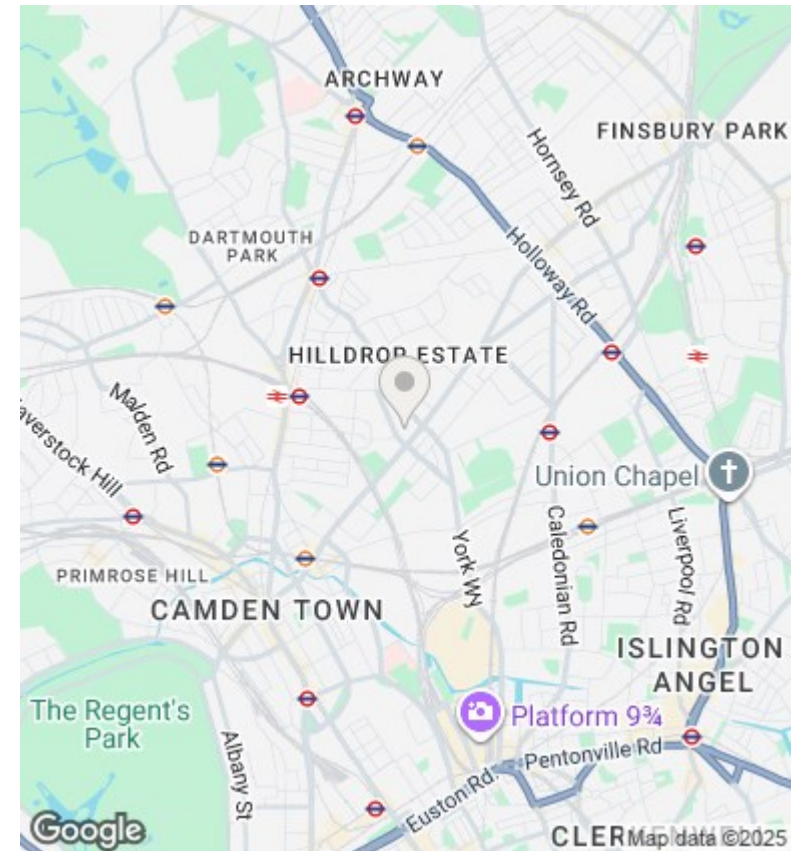 ARCHWAY
FINSBURY PARK
Hornsey Rd
DARTMOUTH
PARK
Holloway Rd
HILLDROP ESTATE
Malden Rd
averstock Hill
Union Chapel
Liverpool Rd
Caledonian Rd
York Wy
PRIMROSE HILL
CAMDEN TOWN
ISLINGTON
ANGEL
The Regent's
Park
Platform 9¾
Albany St
Pentonville Rd
Euston Rd
Google
CLER
Map data ©2025